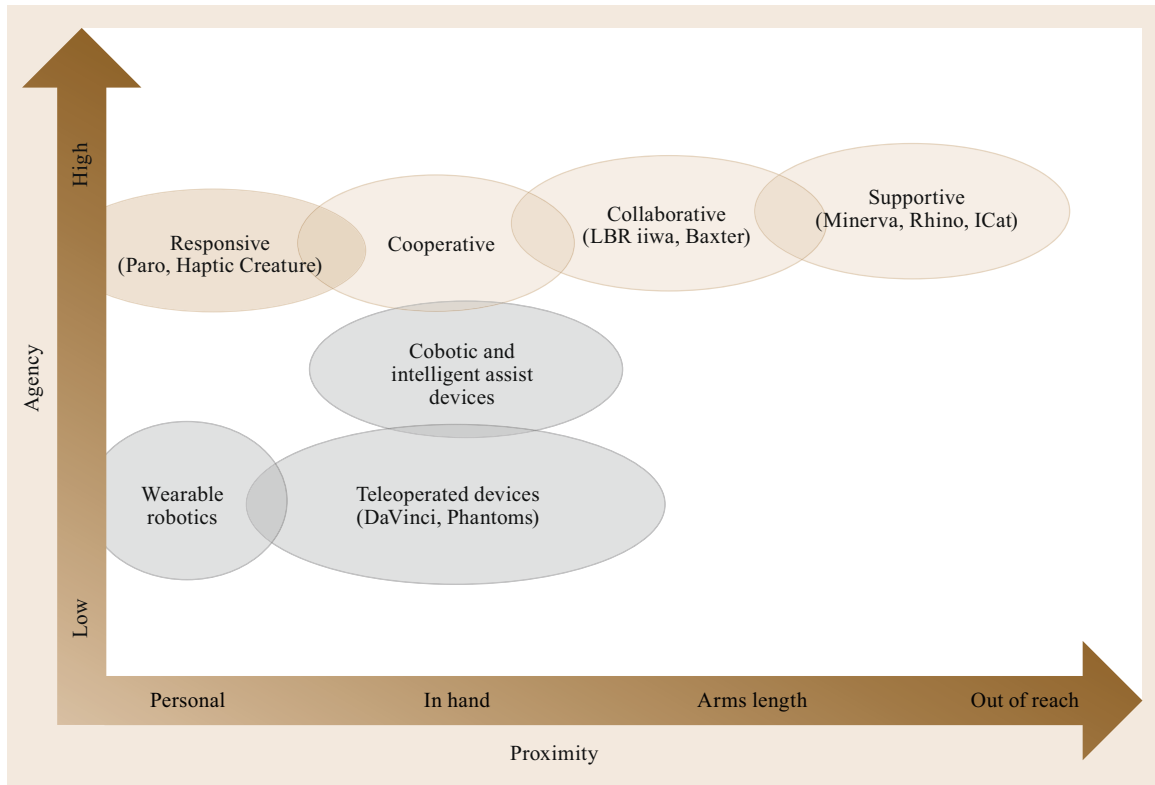 High
Agency
Low
Responsive
(Paro, Haptic Creature)
Cooperative
Collaborative
(LBR iiwa, Baxter)
Supportive
(Minerva, Rhino, ICat)
Cobotic and
intelligent assist
devices
Wearable
robotics
Teleoperated devices
(DaVinci, Phantoms)
Personal
In hand
Arms length
Out of reach
Proximity